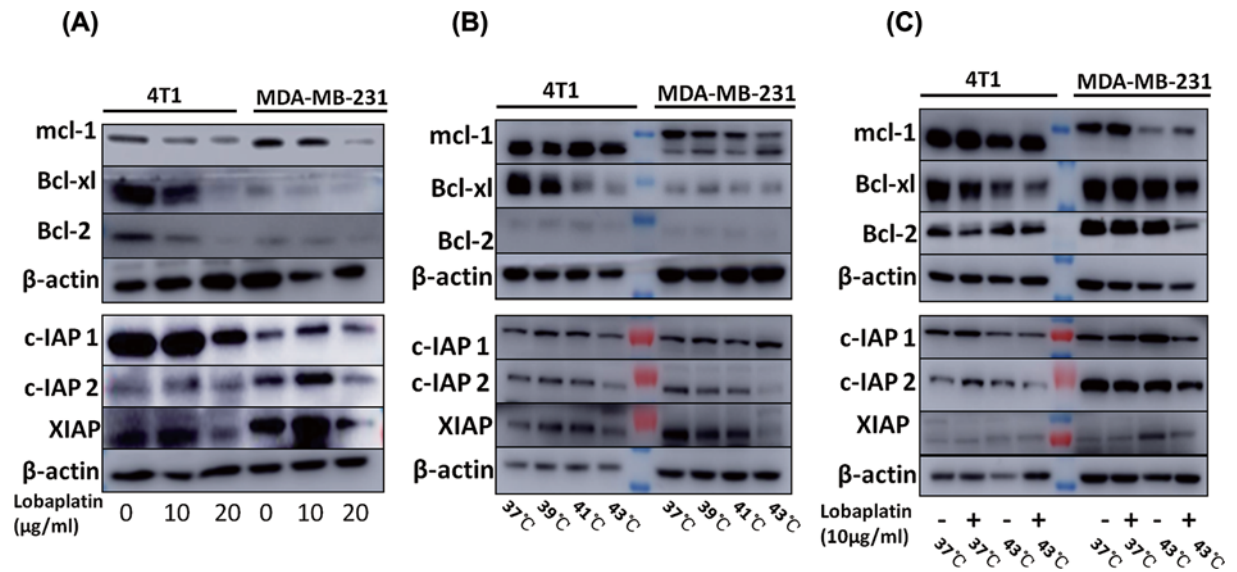 (A)
4T1 MDA-MB-231
mcl-1
Bcl-xl
Bcl-2
β-actin
c-IAP 1
c-IAP 2
XIAP
β-actin
Lobaplatin
(μg/ml)
0 10 20 0 10 20
(B)
4T1 MDA-MB-231
mcl-1
Bcl-xl
Bcl-2
β-actin
c-IAP 1
c-IAP 2
XIAP
β-actin
37℃ 39℃ 41℃ 43℃ 37℃ 39℃ 41℃ 43℃
(C)
4T1 MDA-MB-231
mcl-1
Bcl-xl
Bcl-2
β-actin
c-IAP 1
c-IAP 2
XIAP
β-actin
Lobaplatin
(10μg/ml)
- + - + - + - +
37℃ 37℃ 43℃ 43℃ 37℃ 37℃ 43℃ 43℃